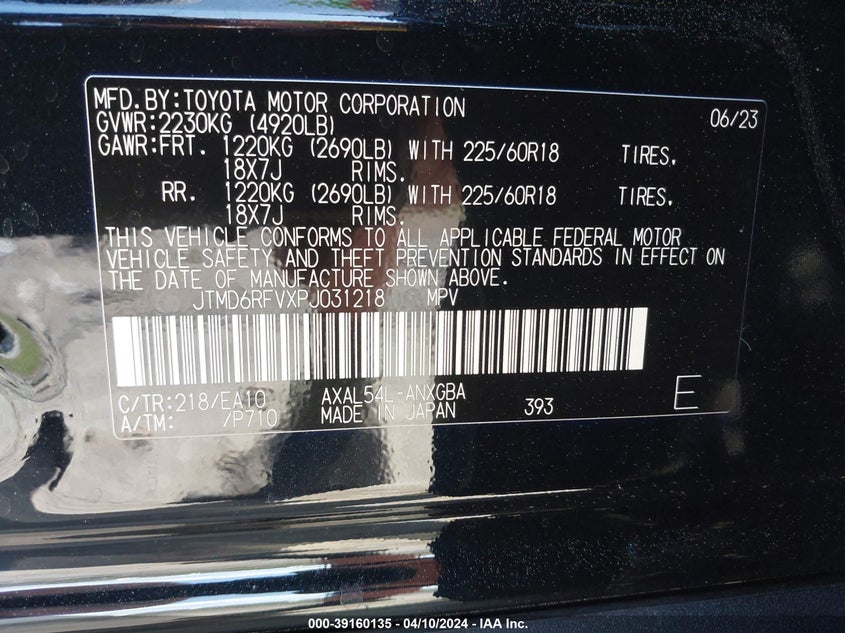 MFD.BY:TOYOTA MOTOR CORPORATION 06/23
GVWR:2230KG (4920LB)
GAWR:FRT. 1220KG (2690LB) WITH 225/60R18 TIRES,
18X7J RIMS.
RR. 1220KG (2690LB) WITH 225/60R18 TIRES,
18X7J RIMS.
THIS VEHICLE CONFORMS TO ALL APPLICABLE FEDERAL MOTOR
VEHICLE SAFETY AND THEFT PREVENTION STANDARDS IN EFFECT ON
THE DATE OF MANUFACTURE SHOWN ABOVE.
JTMD6RFVXPJ031218 MPV
C/TR:218/EA10 AXAL54L-ANXGBA
A/TM: /P710 MADE IN JAPAN 393 E
000-39160135 - 04/10/2024 - IAA Inc.